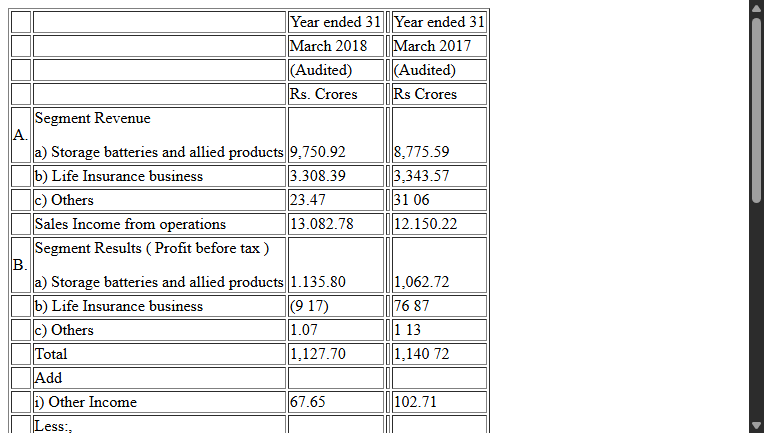 Year ended 31 Year ended 31
March 2018 March 2017
(Audited) (Audited)
Rs. Crores Rs Crores
Segment Revenue
A.
a) Storage batteries and allied products 9,750.92 8,775.59
b) Life Insurance business 3.308.39 3,343.57
c) Others 23.47 31 06
Sales Income from operations 13.082.78 12.150.22
Segment Results ( Profit before tax )
B.
a) Storage batteries and allied products 1.135.80 1,062.72
b) Life Insurance business (9 17) 76 87
c) Others 1.07 1 13
Total 1,127.70 1,140 72
Add
i) Other Income 67.65 102.71
Less:,